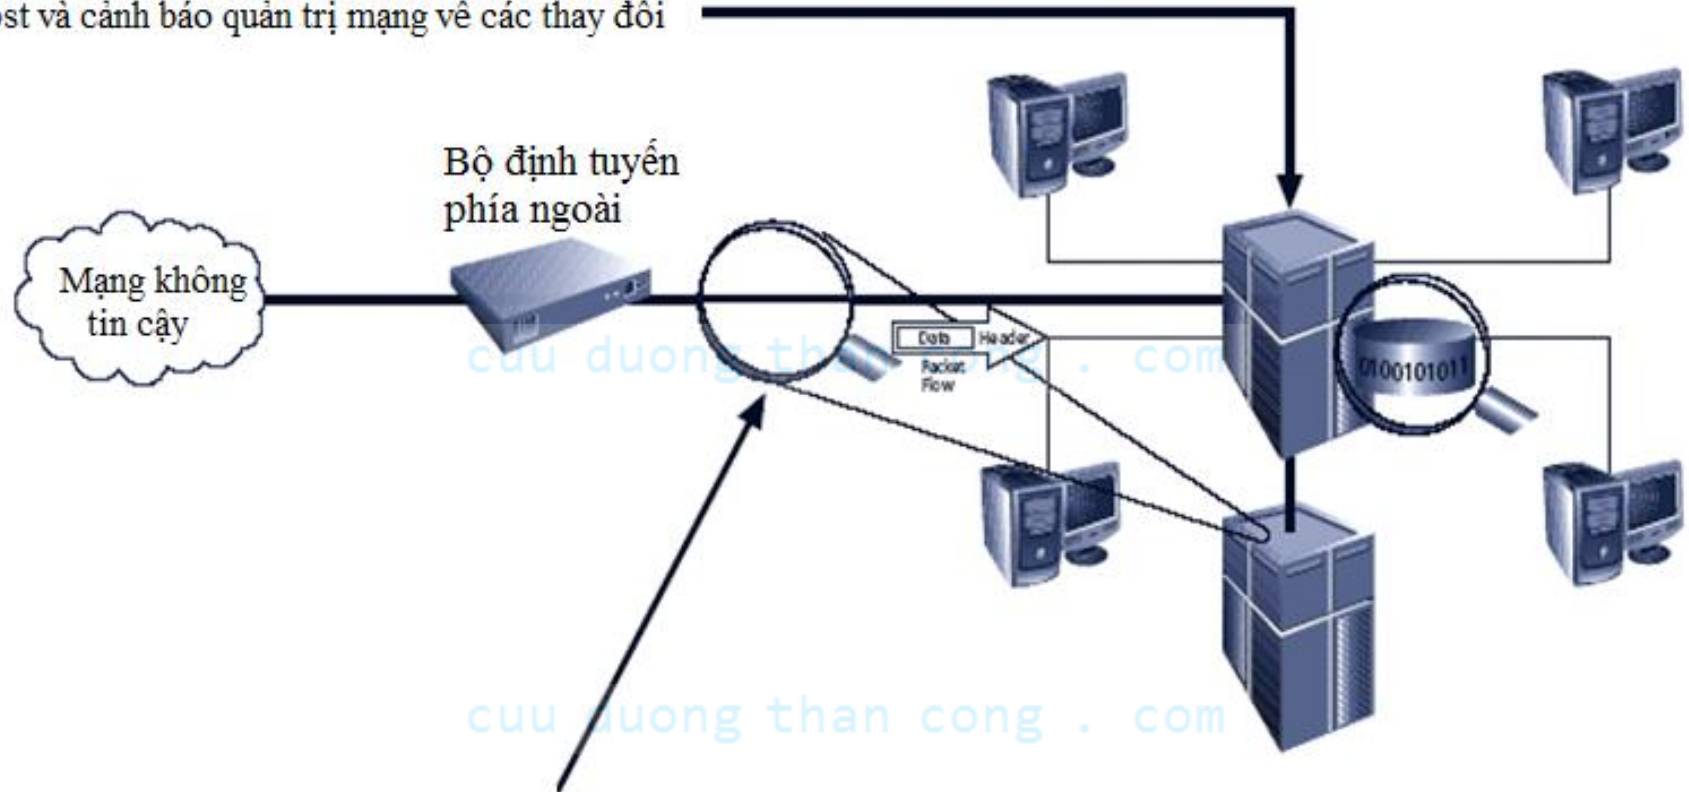 ost và cảnh báo quản trị mạng về các thay đổi
Bộ định tuyến
phía ngoài
Mạng không
tin cậy
Data Header
Packet
Flow
0100101011
cuu duong than cong . com
cuu duong than cong . com